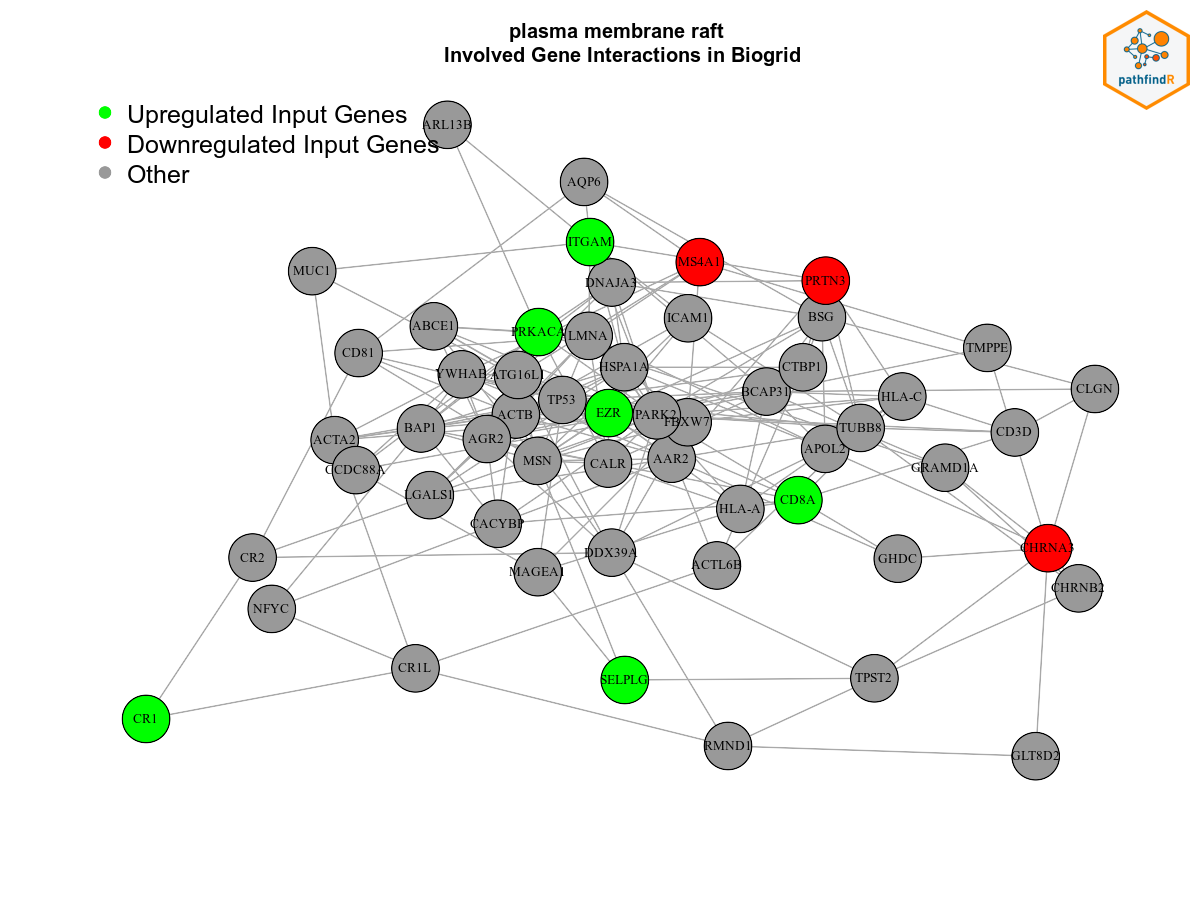 plasma membrane raft
Involved Gene Interactions in Biogrid
pathfindR
Upregulated Input Genes
Downregulated Input Genes
Other
ARL13B
AQP6
ITGAM
MS4A1
MUC1
DNAJA3
PRTN3
ICAM1
BSG
ABCE1
PRKACA
LMNA
CD81
TMPPE
YWHAB
ATG16L1
HSPA1A
CTBP1
BCAP31
CLGN
HLA-C
TP53
ACTB
EZR
PARK2
FBXW7
BAP1
TUBB8
CD3D
ACTA2
AGR2
APOL2
CCDC88A
MSN
CALR
AAR2
GRAMD1A
LGALS1
CD8A
HLA-A
CACYBP
CHRNA3
CR2
DDX39A
GHDC
MAGEA1
ACTL6B
CHRNB2
NFYC
CR1L
SELPLG
TPST2
CR1
RMND1
GLT8D2